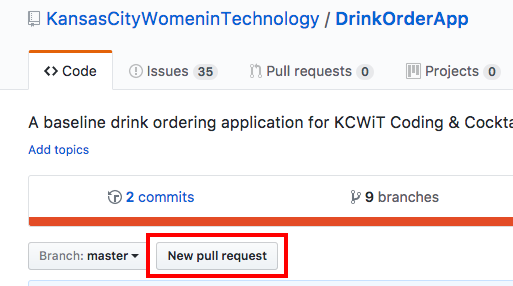 KansasCityWomeninTechnology / DrinkOrderApp
Code Issues 35 Pull requests 0 Projects 0
A baseline drink ordering application for KCWiT Coding &
Add topics
2 commits 9 branches
Branch: master New pull request